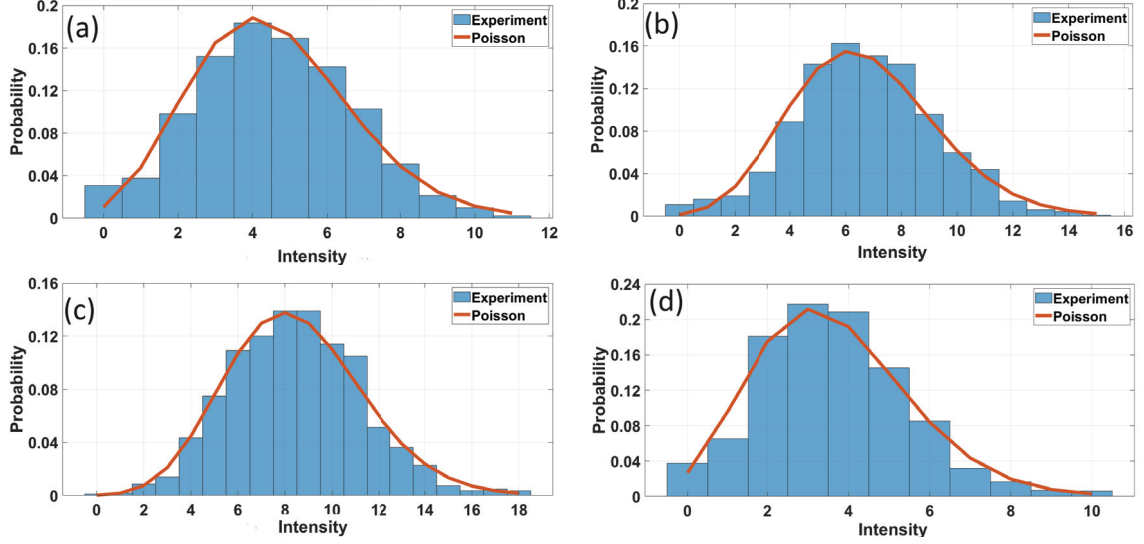 (a)
Experiment
Poisson
Probability
0.2
0.16
0.12
0.08
0.04
0
0 2 4 6 8 10 12
Intensity
(b)
Experiment
Poisson
Probability
0.2
0.16
0.12
0.08
0.04
0
0 2 4 6 8 10 12 14 16
Intensity
(c)
Experiment
Poisson
Probability
0.16
0.12
0.08
0.04
0
0 2 4 6 8 10 12 14 16 18
Intensity
(d)
Experiment
Poisson
Probability
0.24
0.2
0.16
0.12
0.08
0.04
0
0 2 4 6 8 10
Intensity